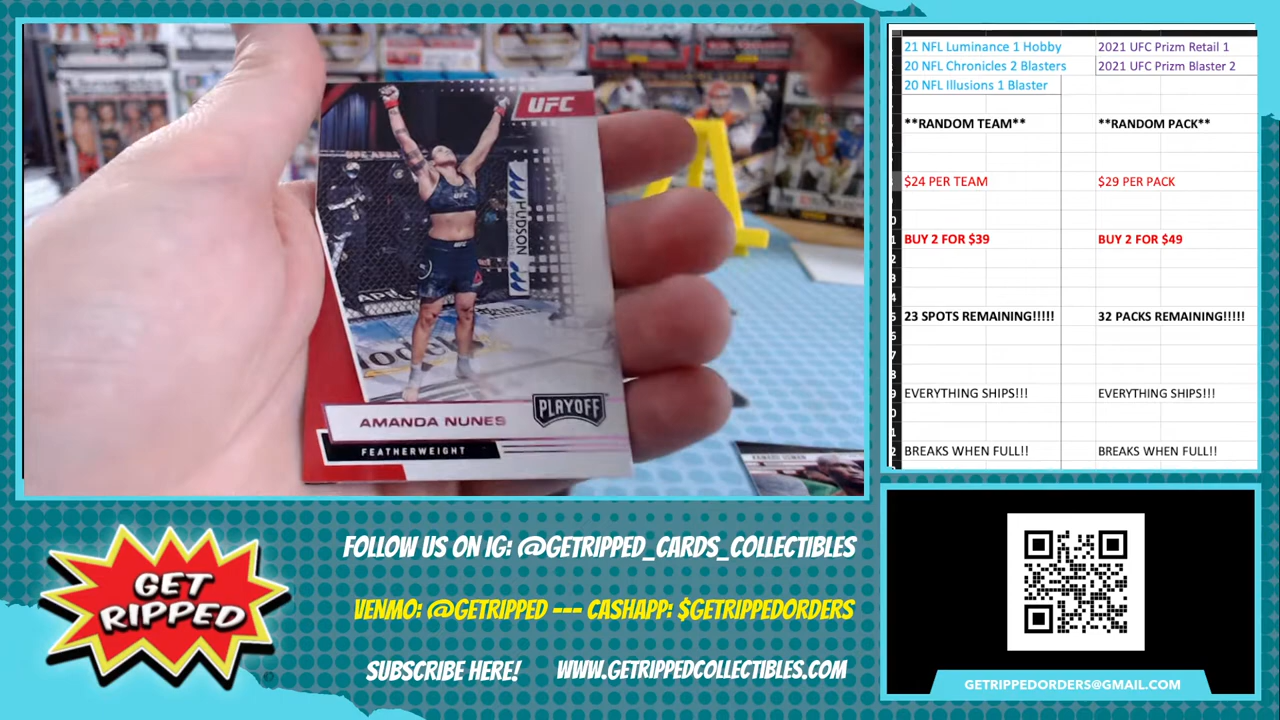 UFC
HUDSON
AMANDA NUNES
PLAYOFF
FEATHERWEIGHT
21 NFL Luminance 1 Hobby
20 NFL Chronicles 2 Blasters
20 NFL Illusions 1 Blaster
**RANDOM TEAM**
$24 PER TEAM
BUY 2 FOR $39
23 SPOTS REMAINING!!!!!
EVERYTHING SHIPS!!!
BREAKS WHEN FULL!!
2021 UFC Prizm Retail 1
2021 UFC Prizm Blaster 2
**RANDOM PACK**
$29 PER PACK
BUY 2 FOR $49
32 PACKS REMAINING!!!!!
EVERYTHING SHIPS!!!
BREAKS WHEN FULL!!
GET
RIPPED
FOLLOW US ON IG: @GETRIPPED_CARDS_COLLECTIBLES
VENMO: @GETRIPPED --- CASHAPP: $GETRIPPEDORDERS
SUBSCRIBE HERE! WWW.GETRIPPEDCOLLECTIBLES.COM
GETRIPPEDORDERS@GMAIL.COM